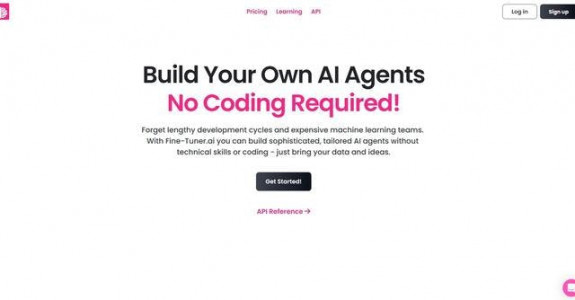 Pricing Learning API Log in Sign up
Build Your Own AI Agents
No Coding Required!
Forget lengthy development cycles and expensive machine learning teams.
With Fine-Tuner.ai you can build sophisticated, tailored AI agents without
technical skills or coding – just bring your data and ideas.
Get Started!
API Reference →